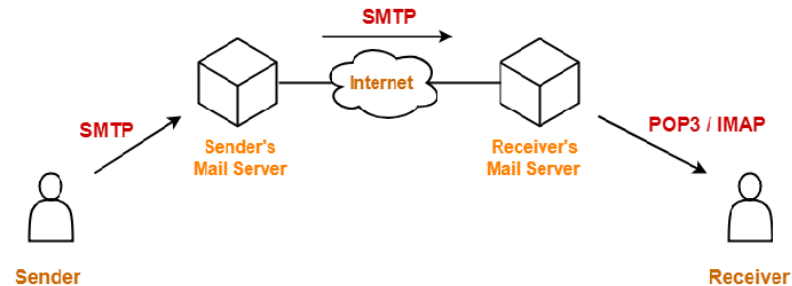 SMTP
Internet
SMTP
Sender's
Mail Server
Receiver's
Mail Server
POP3 / IMAP
Sender
Receiver